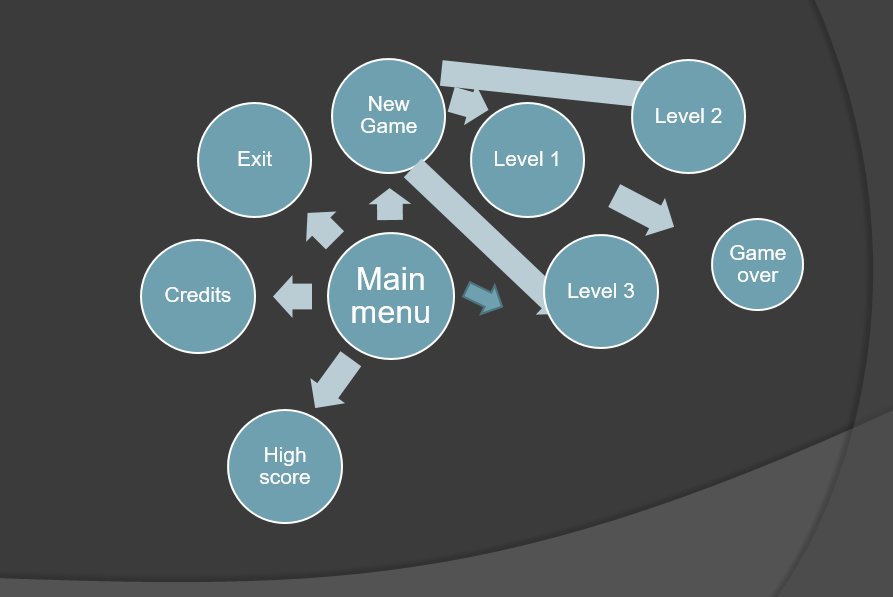 New
Game
Level 2
Exit
Level 1
Game
over
Credits
Main
menu
Level 3
High
score